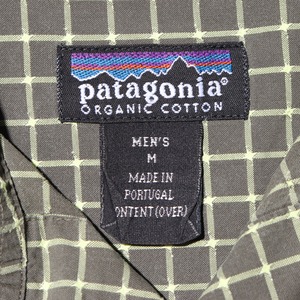 patagonia®
ORGANIC COTTON
MEN'S
M
MADE IN
PORTUGAL
ONTENT (OVER)